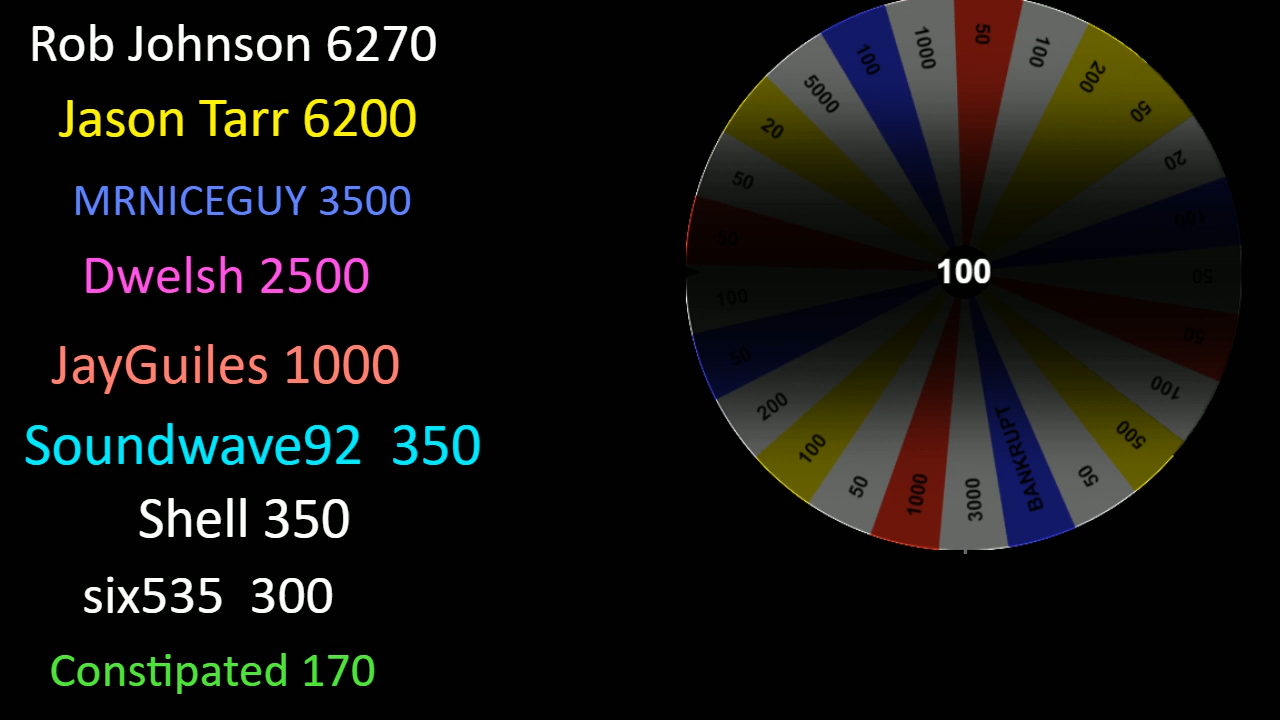 Rob Johnson 6270
Jason Tarr 6200
MRNICEGUY 3500
Dwelsh 2500
JayGuiles 1000
Soundwave92 350
Shell 350
six535 300
Constipated 170
50
100
200
50
20
100
50
50
100
500
50
BANKRUPT
3000
1000
50
100
200
50
100
50
50
20
5000
100
1000
100